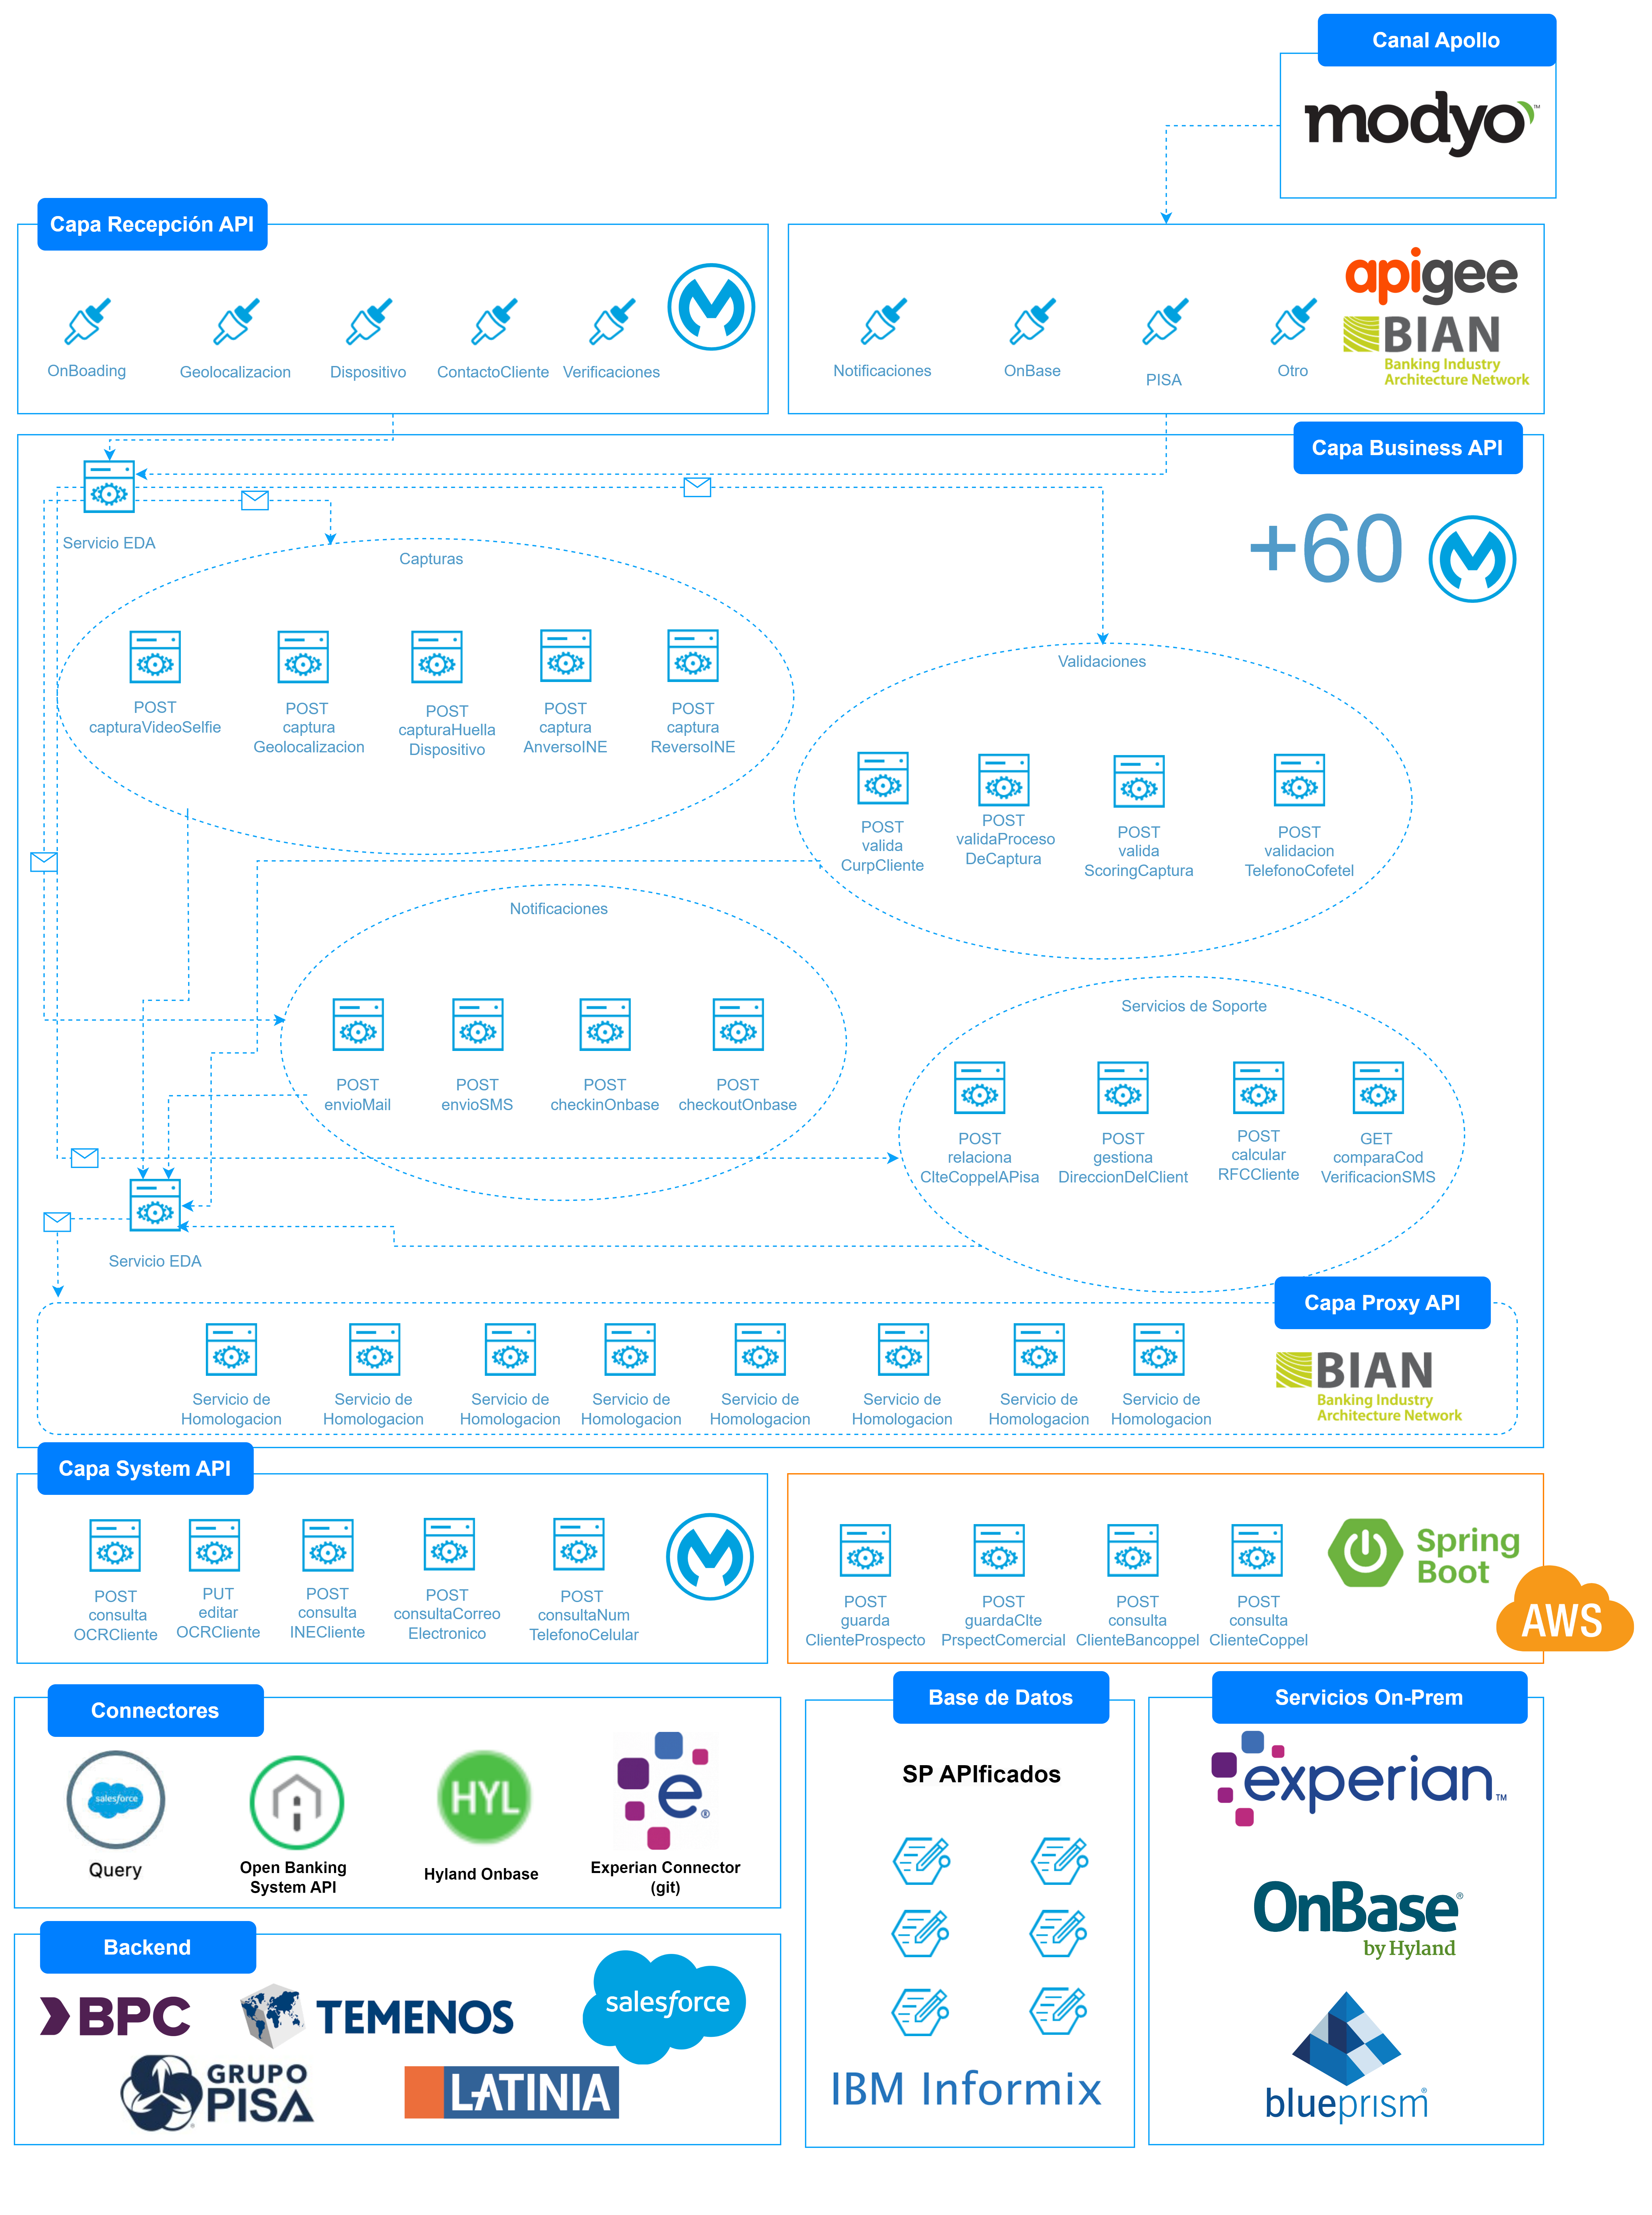 Canal Apollo
modyo
™
Capa Recepción API
OnBoading
Geolocalizacion
Dispositivo
ContactoCliente
Verificaciones
Notificaciones
OnBase
PISA
Otro
apigee
BIAN
Banking Industry
Architecture Network
Capa Business API
+60
Servicio EDA
Capturas
POST
capturaVideoSelfie
POST
captura
Geolocalizacion
POST
capturaHuella
Dispositivo
POST
captura
AnversoINE
POST
captura
ReversoINE
Validaciones
POST
valida
CurpCliente
POST
validaProceso
DeCaptura
POST
valida
ScoringCaptura
POST
validacion
TelefonoCofetel
Notificaciones
POST
envioMail
POST
envioSMS
POST
checkinOnbase
POST
checkoutOnbase
Servicios de Soporte
POST
relaciona
ClteCoppelAPisa
POST
gestiona
DireccionDelClient
POST
calcular
RFCCliente
GET
comparaCod
VerificacionSMS
Servicio EDA
Capa Proxy API
Servicio de
Homologacion
Servicio de
Homologacion
Servicio de
Homologacion
Servicio de
Homologacion
Servicio de
Homologacion
Servicio de
Homologacion
Servicio de
Homologacion
Servicio de
Homologacion
BIAN
Banking Industry
Architecture Network
Capa System API
POST
consulta
OCRCliente
PUT
editar
OCRCliente
POST
consulta
INECliente
POST
consultaCorreo
Electronico
POST
consultaNum
TelefonoCelular
POST
guarda
ClienteProspecto
POST
guardaClte
PrspectComercial
POST
consulta
ClienteBancoppel
POST
consulta
ClienteCoppel
Spring
Boot
AWS
Connectores
salesforce
Query
Open Banking
System API
HYL
Hyland Onbase
e®
Experian Connector
(git)
Base de Datos
SP APIficados
IBM Informix
Servicios On-Prem
experian™
OnBase®
by Hyland
blueprism®
Backend
BPC
TEMENOS
salesforce
GRUPO
PISA
LATINIA